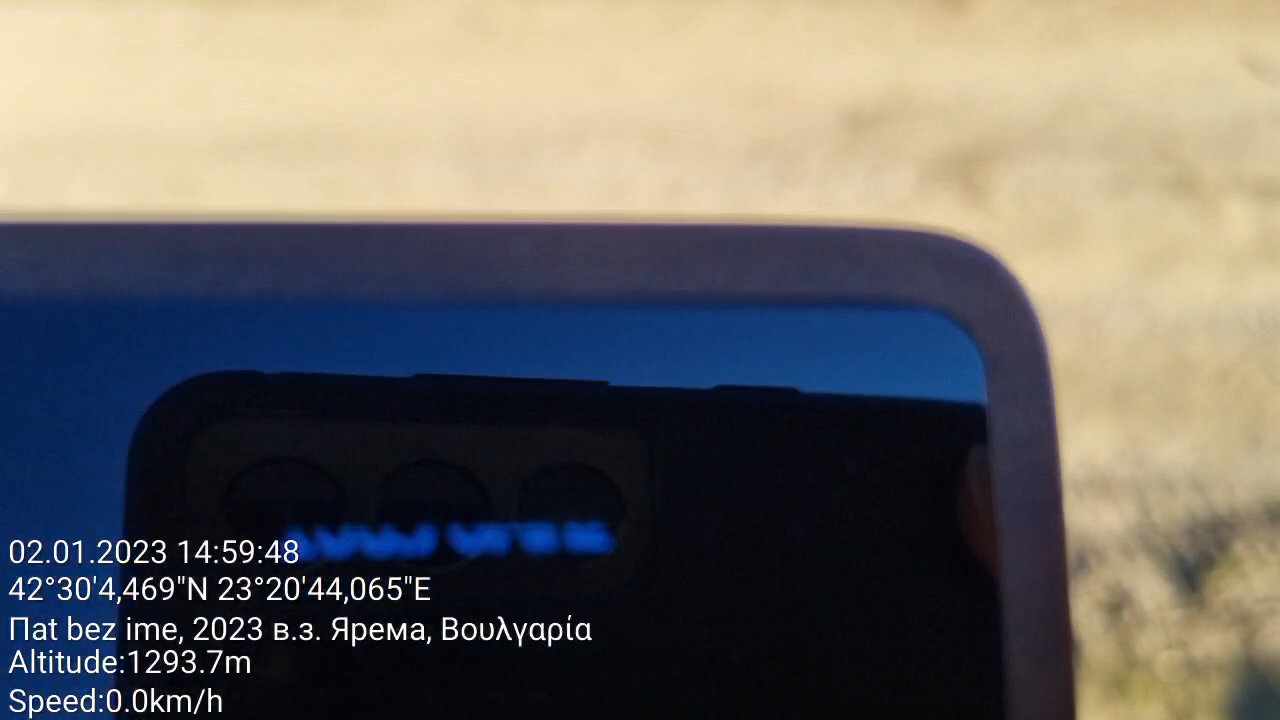 02.01.2023 14:59:48
42°30'4,469"N 23°20'44,065"E
Πat bez ime, 2023 в.з. Ярема, Βουλγαρία
Altitude:1293.7m
Speed:0.0km/h